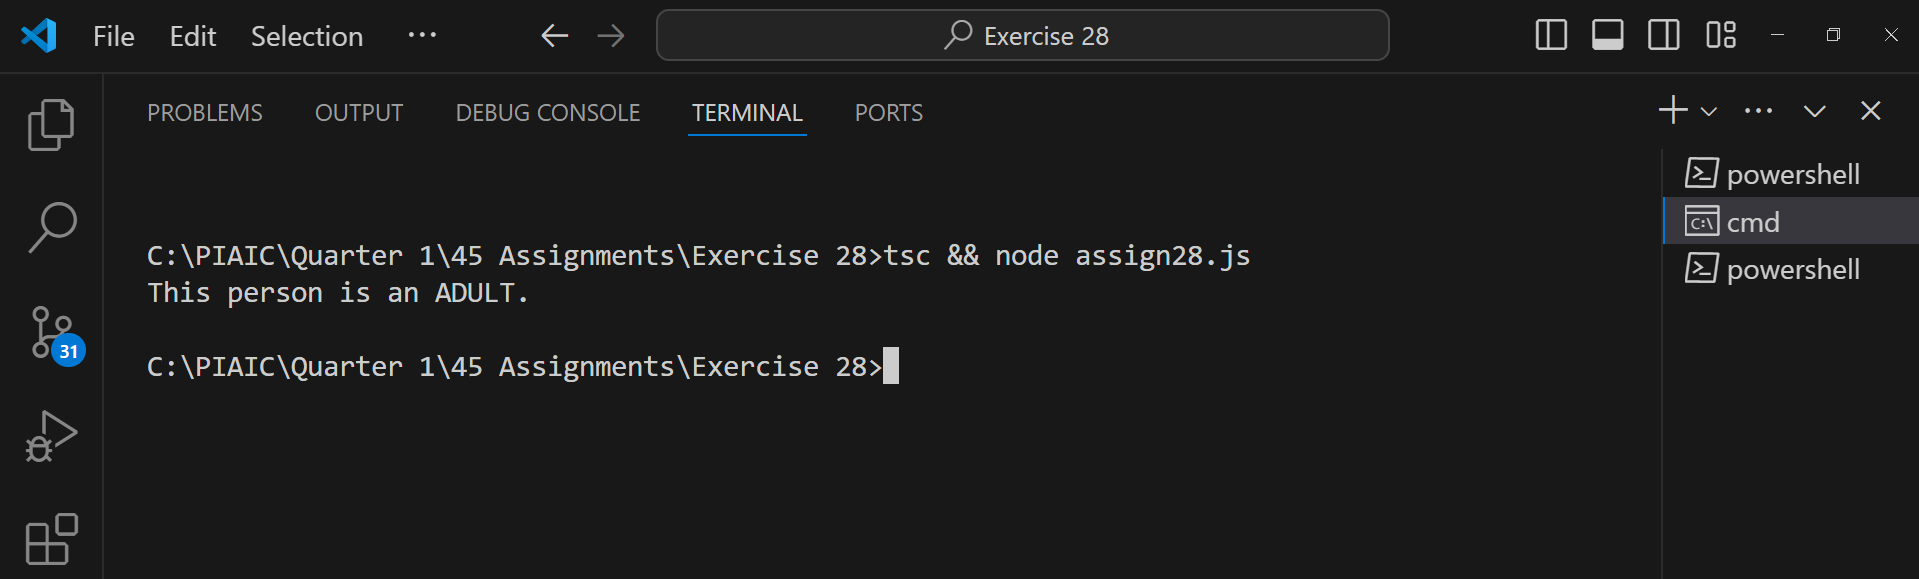 File Edit Selection ···
Exercise 28
PROBLEMS OUTPUT DEBUG CONSOLE TERMINAL PORTS
C:\PIAIC\Quarter 1\45 Assignments\Exercise 28>tsc && node assign28.js
This person is an ADULT.
C:\PIAIC\Quarter 1\45 Assignments\Exercise 28>
powershell
C:\ cmd
powershell
31